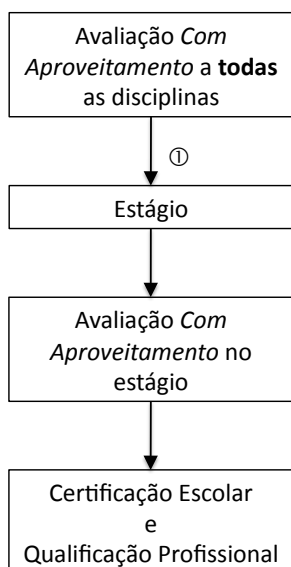 Avaliação Com
Aproveitamento a todas
as disciplinas
①
Estágio
Avaliação Com
Aproveitamento no
estágio
Certificação Escolar
e
Qualificação Profissional